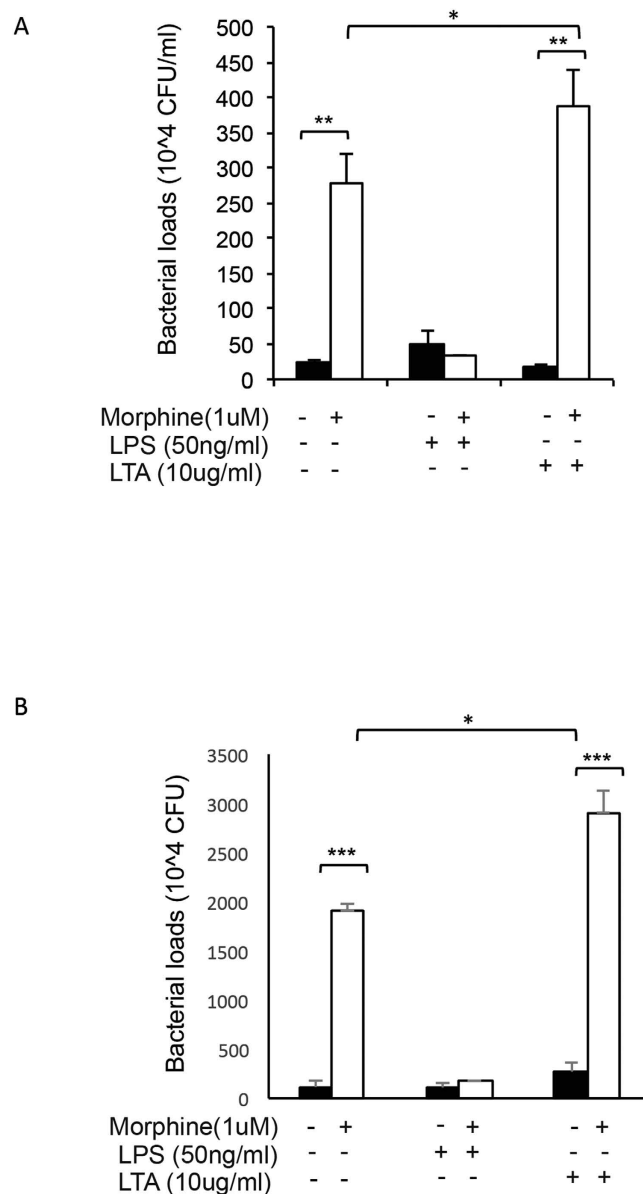 A
Bacterial loads (10^4 CFU/ml)
500
450
400
350
300
250
200
150
100
50
0
*
**
**
Morphine(1uM) - + - + - +
LPS (50ng/ml) - - + + - -
LTA (10ug/ml) - - - - + +
B
Bacterial loads (10^4 CFU)
3500
3000
2500
2000
1500
1000
500
0
*
***
***
Morphine(1uM) - + - + - +
LPS (50ng/ml) - - + + - -
LTA (10ug/ml) - - - - + +